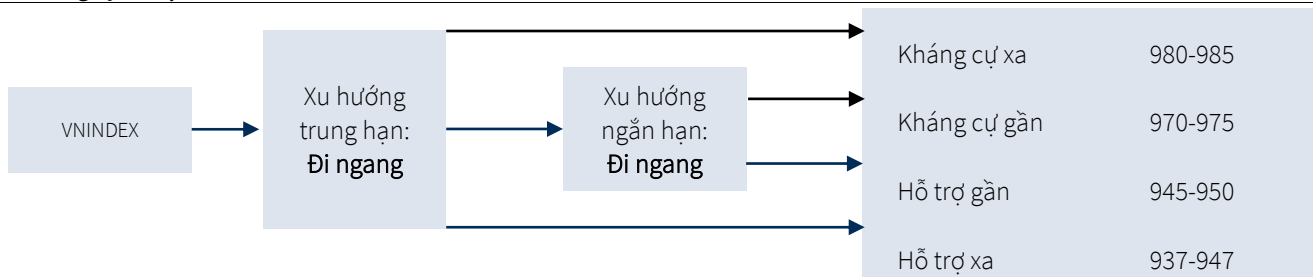 VNINDEX
Xu hướng
trung hạn:
Đi ngang
Xu hướng
ngắn hạn:
Đi ngang
Kháng cự xa 980-985
Kháng cự gần 970-975
Hỗ trợ gần 945-950
Hỗ trợ xa 937-947